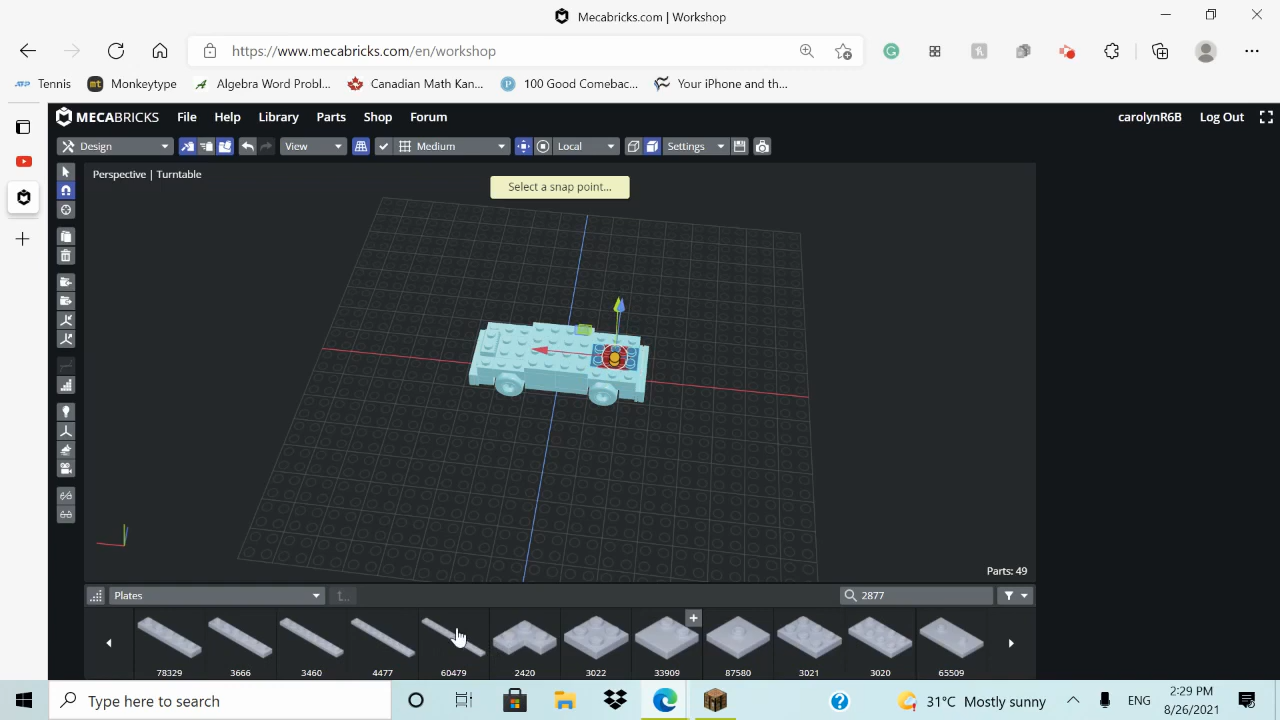 Mecabricks.com | Workshop
https://www.mecabricks.com/en/workshop
Tennis
Monkeytype
Algebra Word Probl...
Canadian Math Kan...
100 Good Comebac...
Your iPhone and th...
MECABRICKS File Help Library Parts Shop Forum carolynR6B Log Out
Design View Medium Local Settings
Perspective | Turntable
Select a snap point...
Parts: 49
Plates 2877
78329 3666 3460 4477 60479 2420 3022 33909 87580 3021 3020 65509
Type here to search
31°C Mostly sunny ENG 2:29 PM
8/26/2021